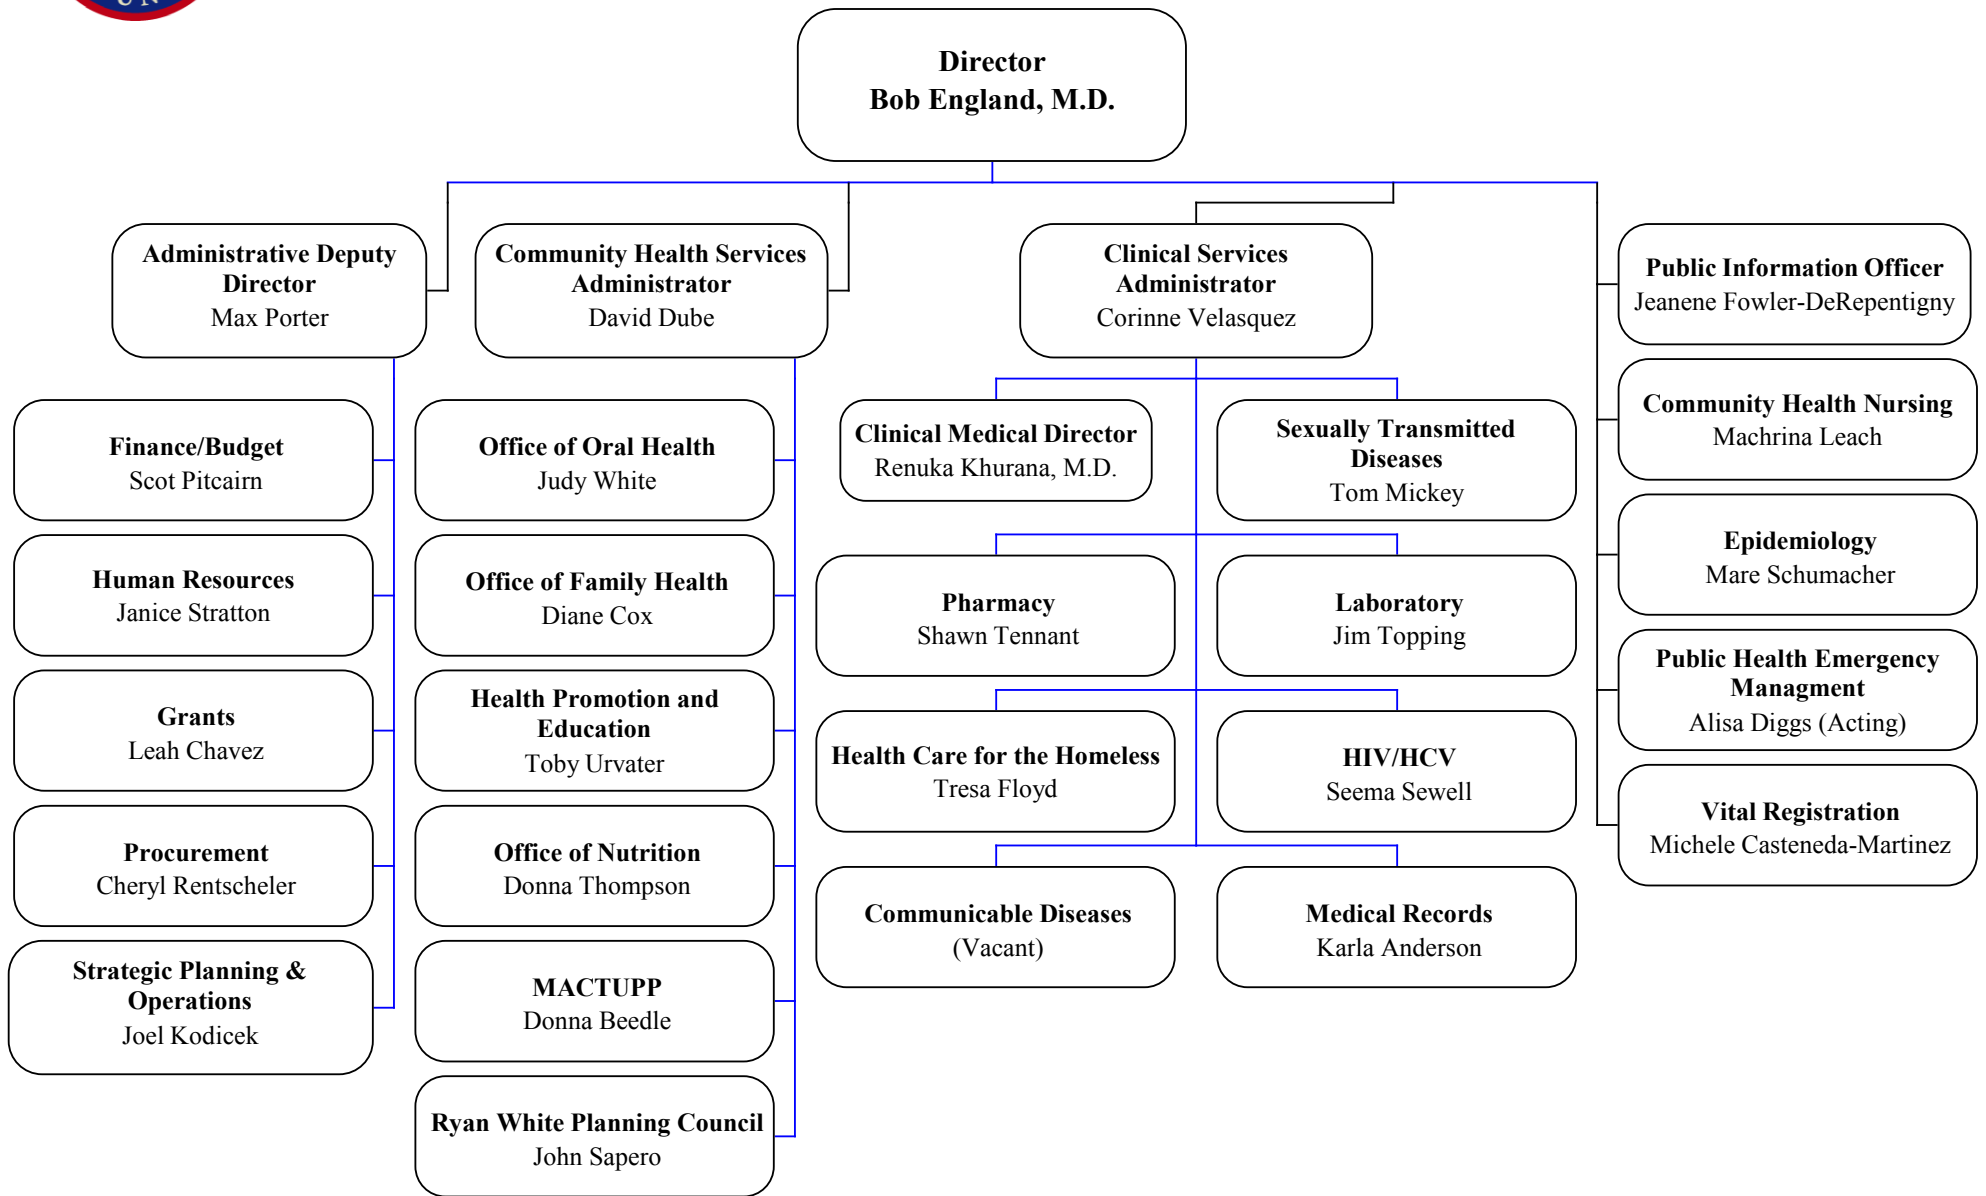 UN
Director
Bob England, M.D.
Administrative Deputy
Director
Max Porter
Community Health Services
Administrator
David Dube
Clinical Services
Administrator
Corinne Velasquez
Public Information Officer
Jeanene Fowler-DeRepentigny
Finance/Budget
Scot Pitcairn
Human Resources
Janice Stratton
Grants
Leah Chavez
Procurement
Cheryl Rentscheler
Strategic Planning &
Operations
Joel Kodicek
Office of Oral Health
Judy White
Office of Family Health
Diane Cox
Health Promotion and
Education
Toby Urvater
Office of Nutrition
Donna Thompson
MACTUPP
Donna Beedle
Ryan White Planning Council
John Sapero
Clinical Medical Director
Renuka Khurana, M.D.
Sexually Transmitted
Diseases
Tom Mickey
Pharmacy
Shawn Tennant
Laboratory
Jim Topping
Health Care for the Homeless
Tresa Floyd
HIV/HCV
Seema Sewell
Communicable Diseases
(Vacant)
Medical Records
Karla Anderson
Community Health Nursing
Machrina Leach
Epidemiology
Mare Schumacher
Public Health Emergency
Managment
Alisa Diggs (Acting)
Vital Registration
Michele Casteneda-Martinez